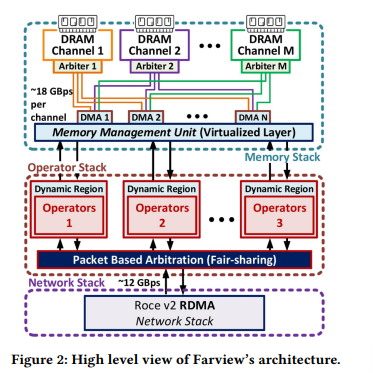 DRAM Channel 1
DRAM Channel 2
DRAM Channel M
•••
Arbiter 1
Arbiter 2
Arbiter M
~18 GBps per channel
DMA 1
DMA 2
•••
DMA N
Memory Management Unit (Virtualized Layer)
Operator Stack
Memory Stack
Dynamic Region
Dynamic Region
Dynamic Region
Operators 1
Operators 2
•••
Operators 3
Packet Based Arbitration (Fair-sharing)
Network Stack
~12 GBps
Roce v2 RDMA
Network Stack
Figure 2: High level view of Farview's architecture.